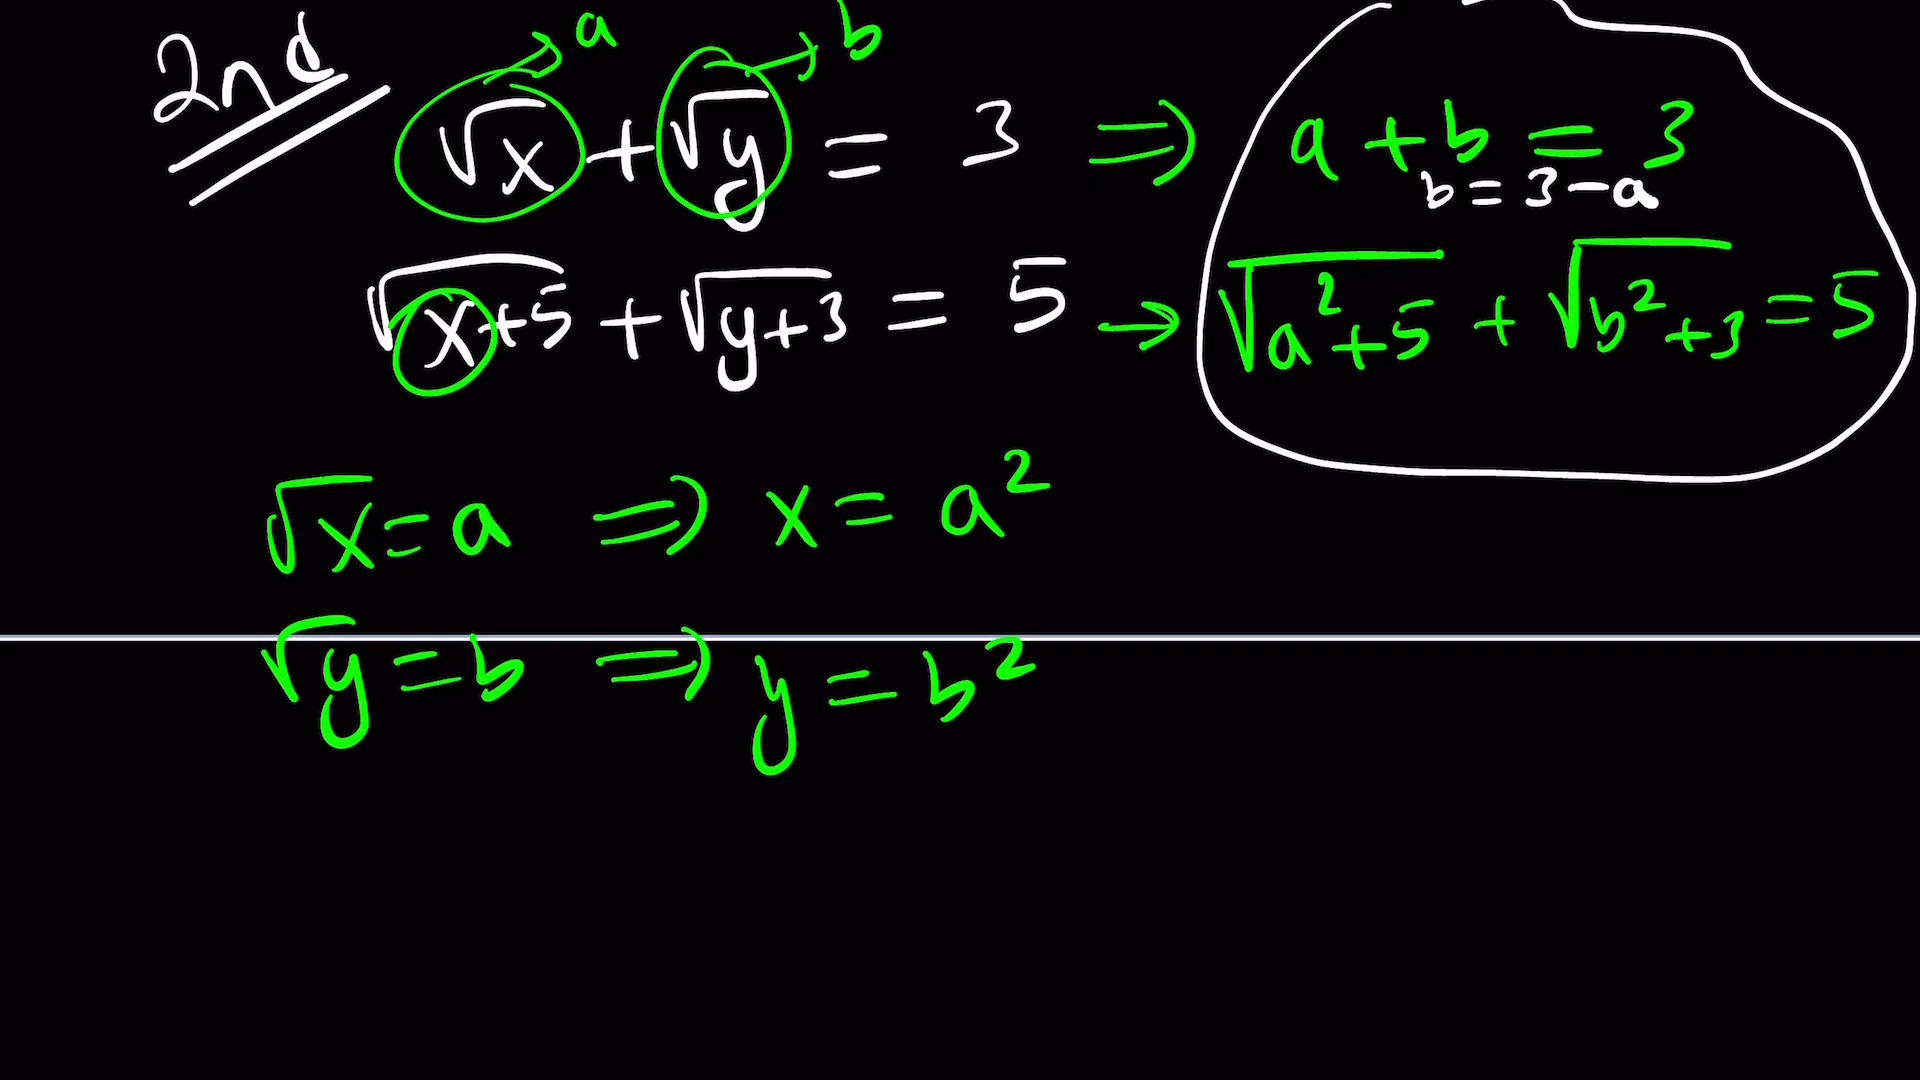 a b
2nd √x + √y = 3 ⇒ a + b = 3
b = 3 - a
√x+5 + √y+3 = 5 → √a²+5 + √b²+3 = 5
√x = a ⇒ x = a²
√y = b ⇒ y = b²